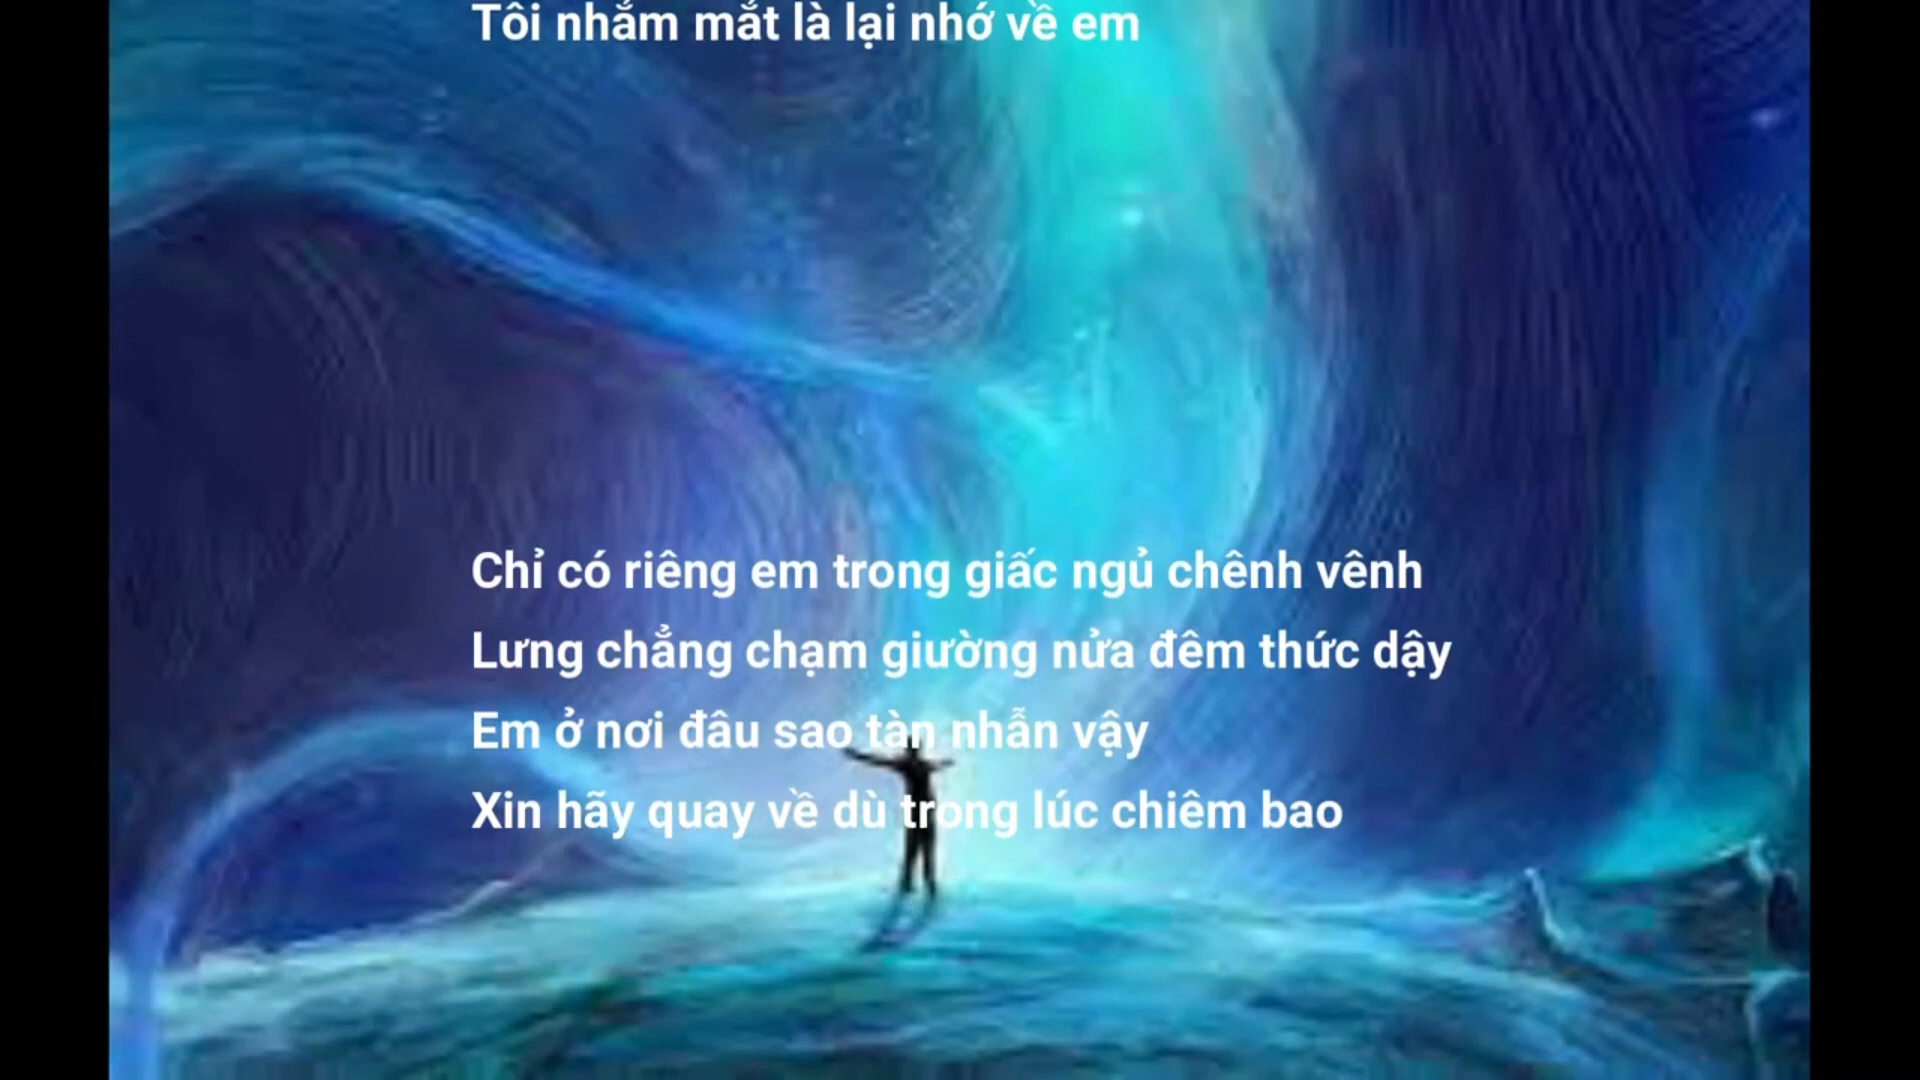 Tôi nhắm mắt là lại nhớ về em
Chỉ có riêng em trong giấc ngủ chênh vênh
Lưng chẳng chạm giường nửa đêm thức dậy
Em ở nơi đâu sao tàn nhẫn vậy
Xin hãy quay về dù trong lúc chiêm bao